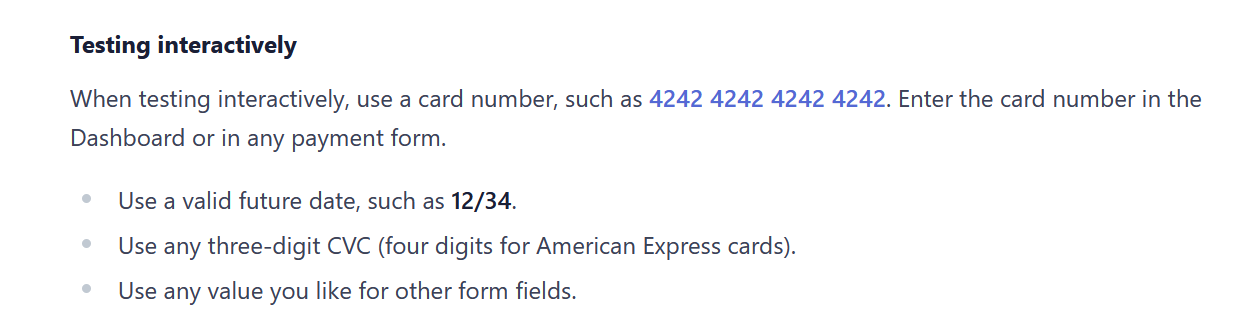 Testing interactively
When testing interactively, use a card number, such as 4242 4242 4242 4242. Enter the card number in the
Dashboard or in any payment form.
Use a valid future date, such as 12/34.
Use any three-digit CVC (four digits for American Express cards).
Use any value you like for other form fields.